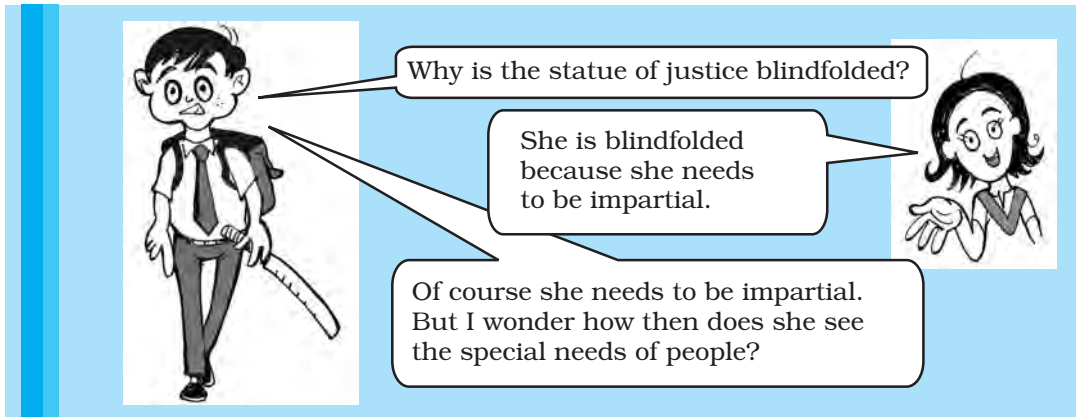 Why is the statue of justice blindfolded?
She is blindfolded
because she needs
to be impartial.
Of course she needs to be impartial.
But I wonder how then does she see
the special needs of people?